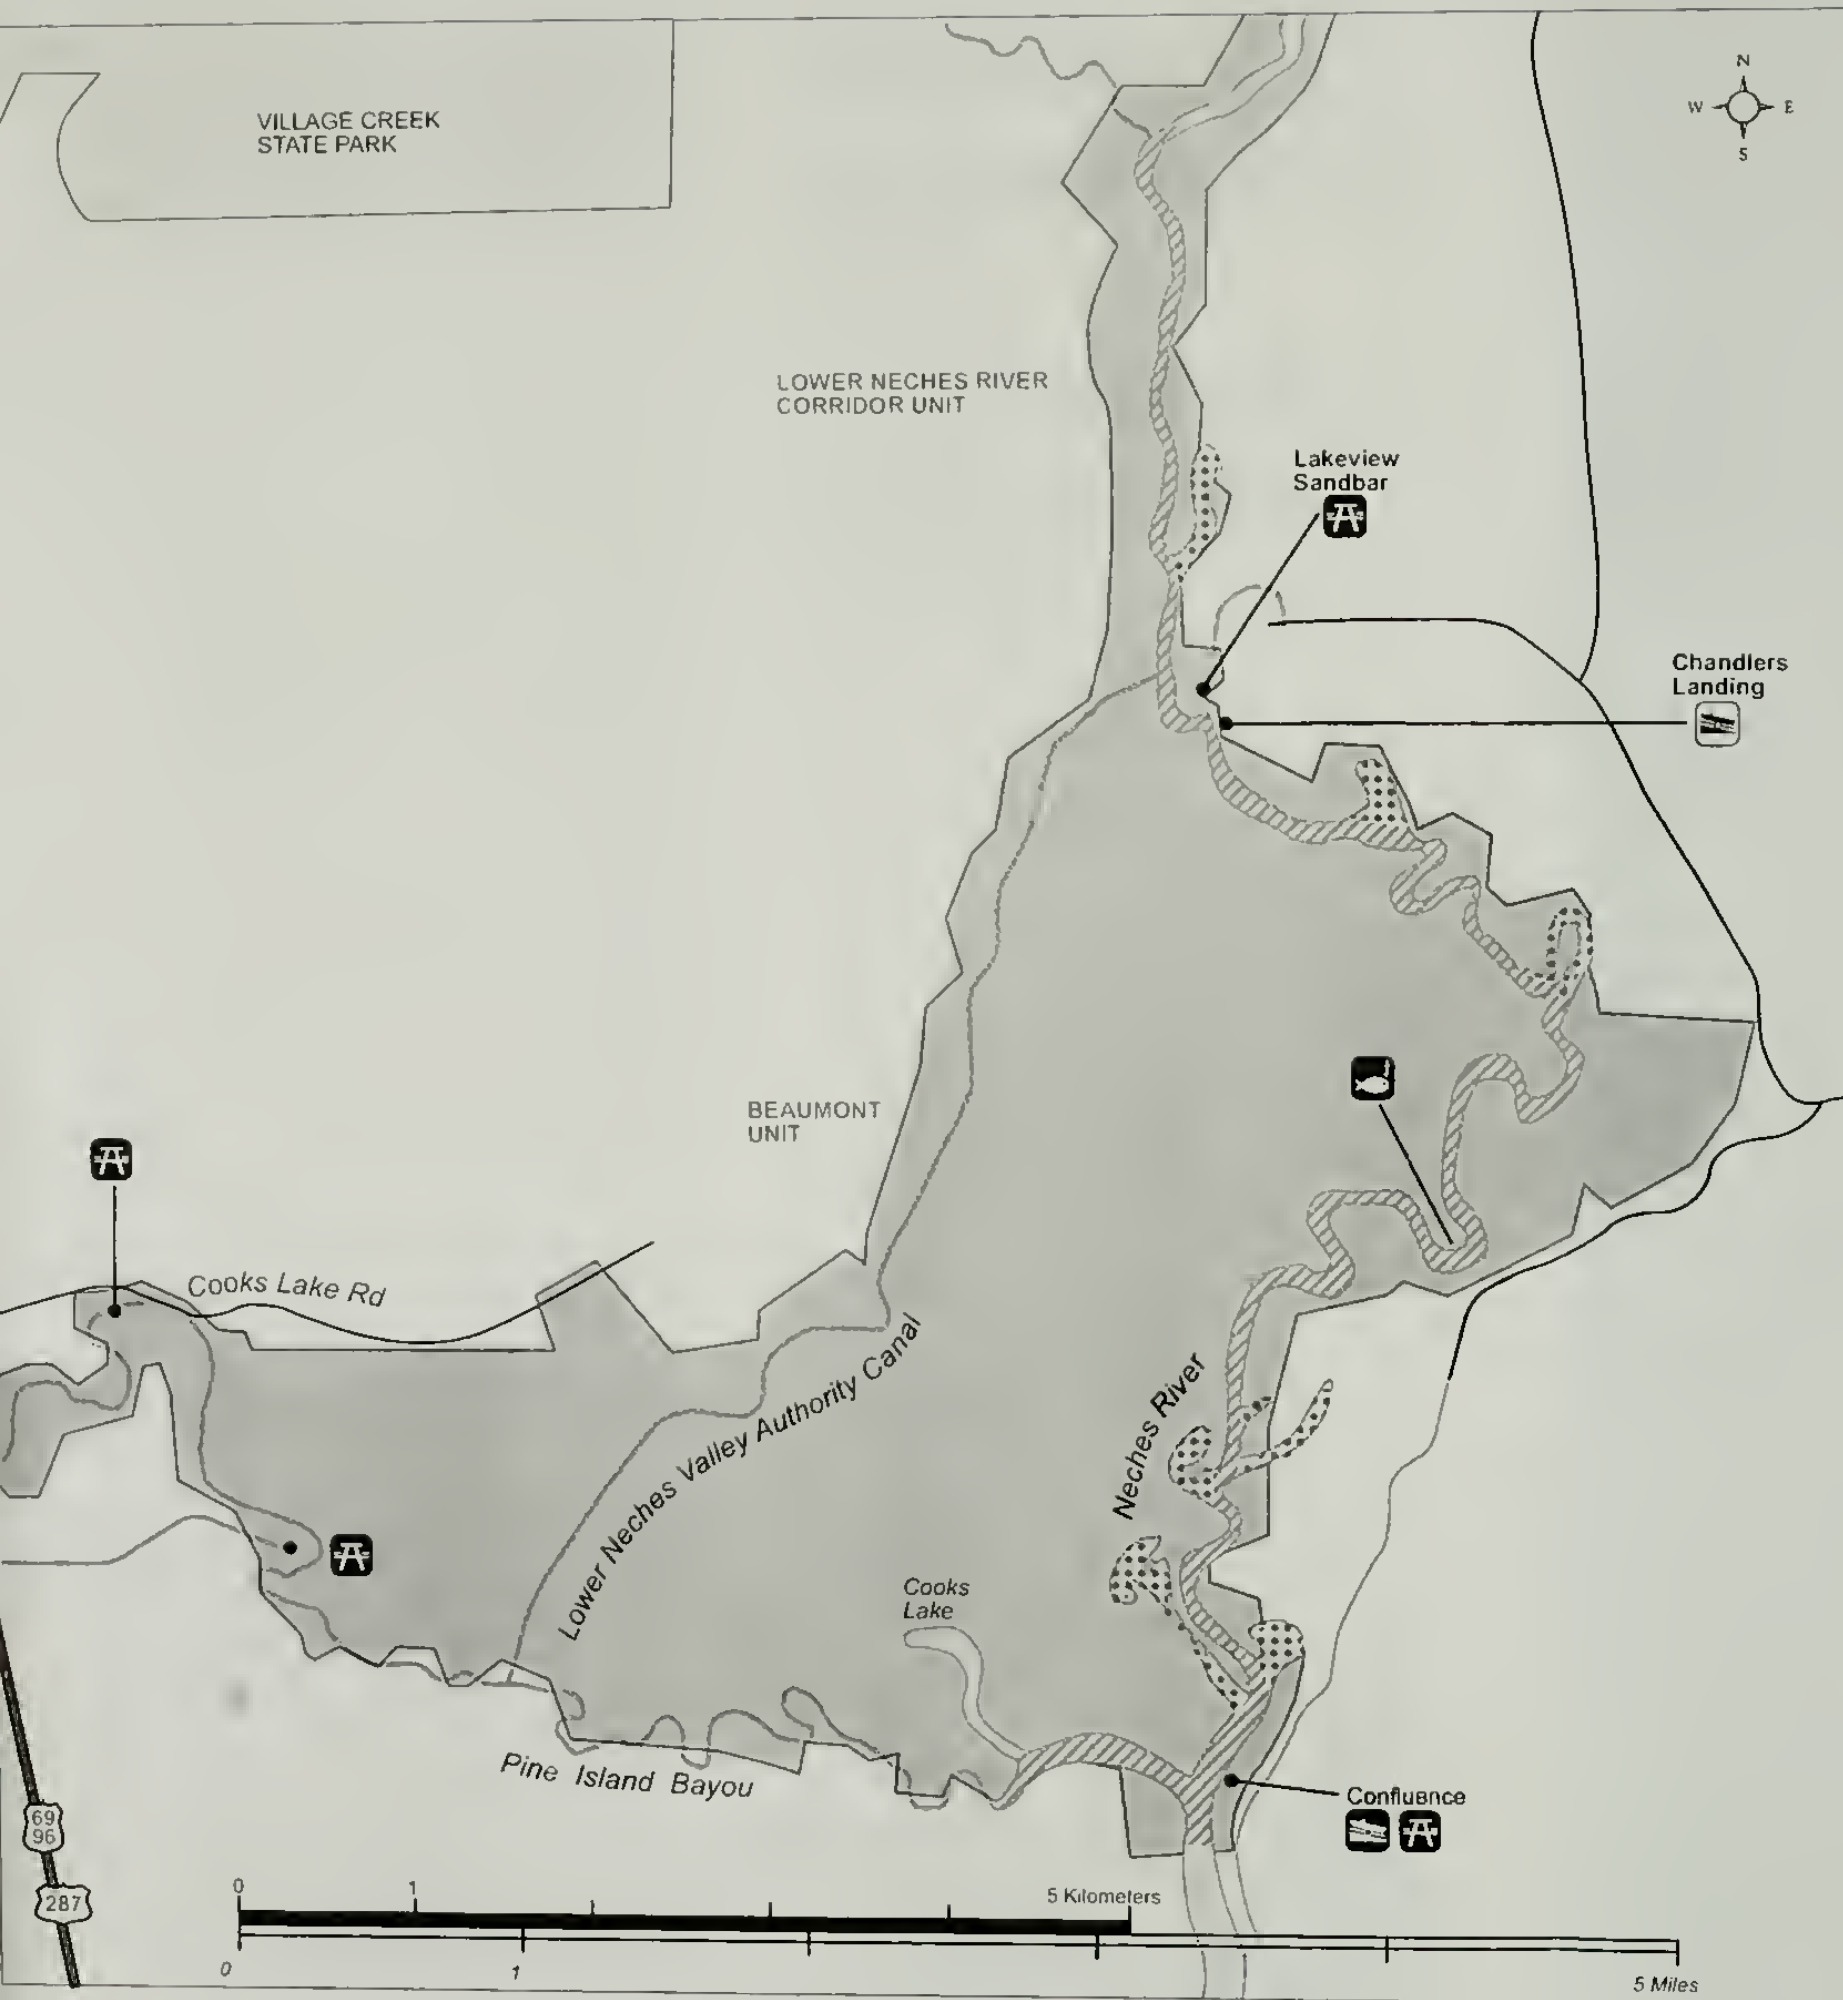 N
W E
S
VILLAGE CREEK
STATE PARK
LOWER NECHES RIVER
CORRIDOR UNIT
Lakeview
Sandbar
Chandlers
Landing
BEAUMONT
UNIT
Cooks Lake Rd
Lower Neches Valley Authority Canal
Neches River
Cooks
Lake
Pine Island Bayou
Confluence
69
96
287
0 1 5 Kilometers
0 1 5 Miles